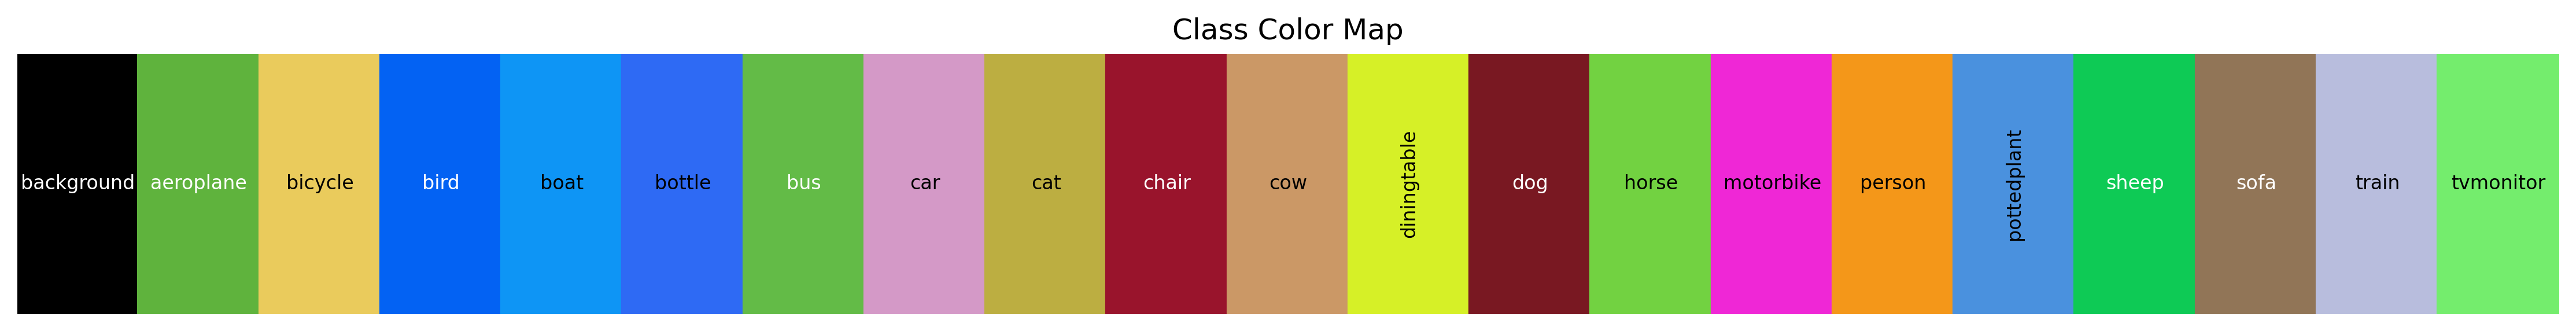 Class Color Map
background
aeroplane
bicycle
bird
boat
bottle
bus
car
cat
chair
cow
diningtable
dog
horse
motorbike
person
pottedplant
sheep
sofa
train
tvmonitor